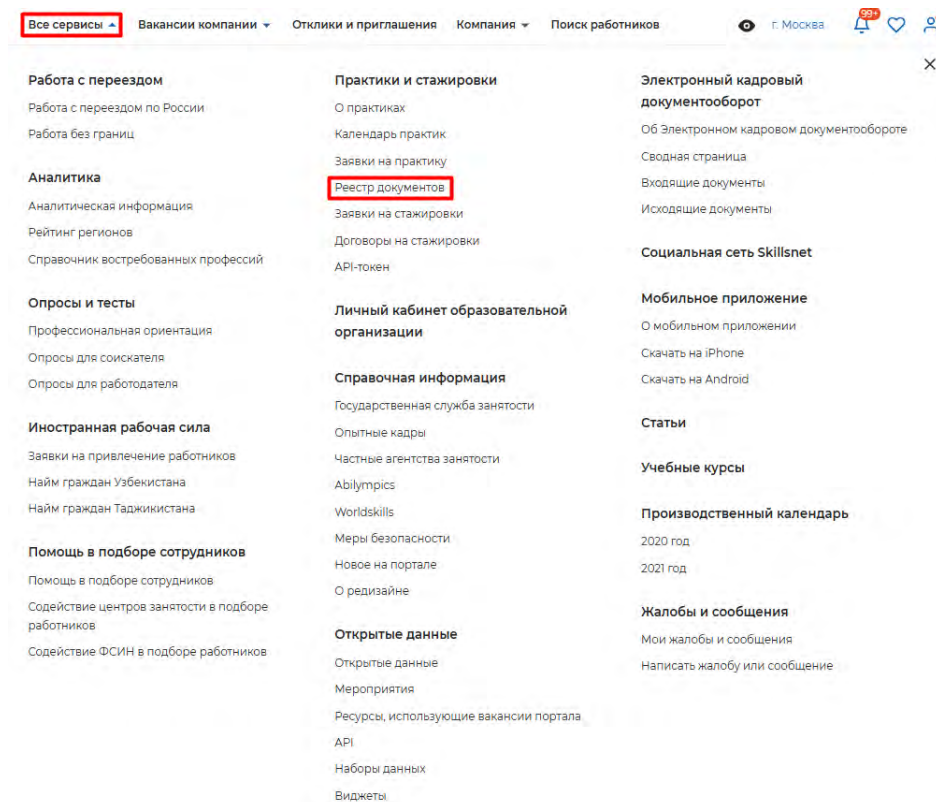 Все сервисы
Вакансии компании
Отклики и приглашения
Компания
Поиск работников
г. Москва
99+
Работа с переездом
Работа с переездом по России
Работа без границ
Аналитика
Аналитическая информация
Рейтинг регионов
Справочник востребованных профессий
Опросы и тесты
Профессиональная ориентация
Опросы для соискателя
Опросы для работодателя
Иностранная рабочая сила
Заявки на привлечение работников
Найм граждан Узбекистана
Найм граждан Таджикистана
Помощь в подборе сотрудников
Помощь в подборе сотрудников
Содействие центров занятости в подборе
работников
Содействие ФСИН в подборе работников
Практики и стажировки
О практиках
Календарь практик
Заявки на практику
Реестр документов
Заявки на стажировки
Договоры на стажировки
API-токен
Личный кабинет образовательной
организации
Справочная информация
Государственная служба занятости
Опытные кадры
Частные агентства занятости
Abilympics
Worldskills
Меры безопасности
Новое на портале
О редизайне
Открытые данные
Открытые данные
Мероприятия
Ресурсы, использующие вакансии портала
API
Наборы данных
Виджеты
Электронный кадровый
документооборот
Об Электронном кадровом документообороте
Сводная страница
Входящие документы
Исходящие документы
Социальная сеть Skillsnet
Мобильное приложение
О мобильном приложении
Скачать на iPhone
Скачать на Android
Статьи
Учебные курсы
Производственный календарь
2020 год
2021 год
Жалобы и сообщения
Мои жалобы и сообщения
Написать жалобу или сообщение